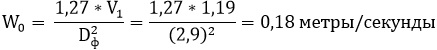 W₀ = 1,27 * V₁ / D²ф = 1,27 * 1,19 / (2,9)² = 0,18 метры/секунды